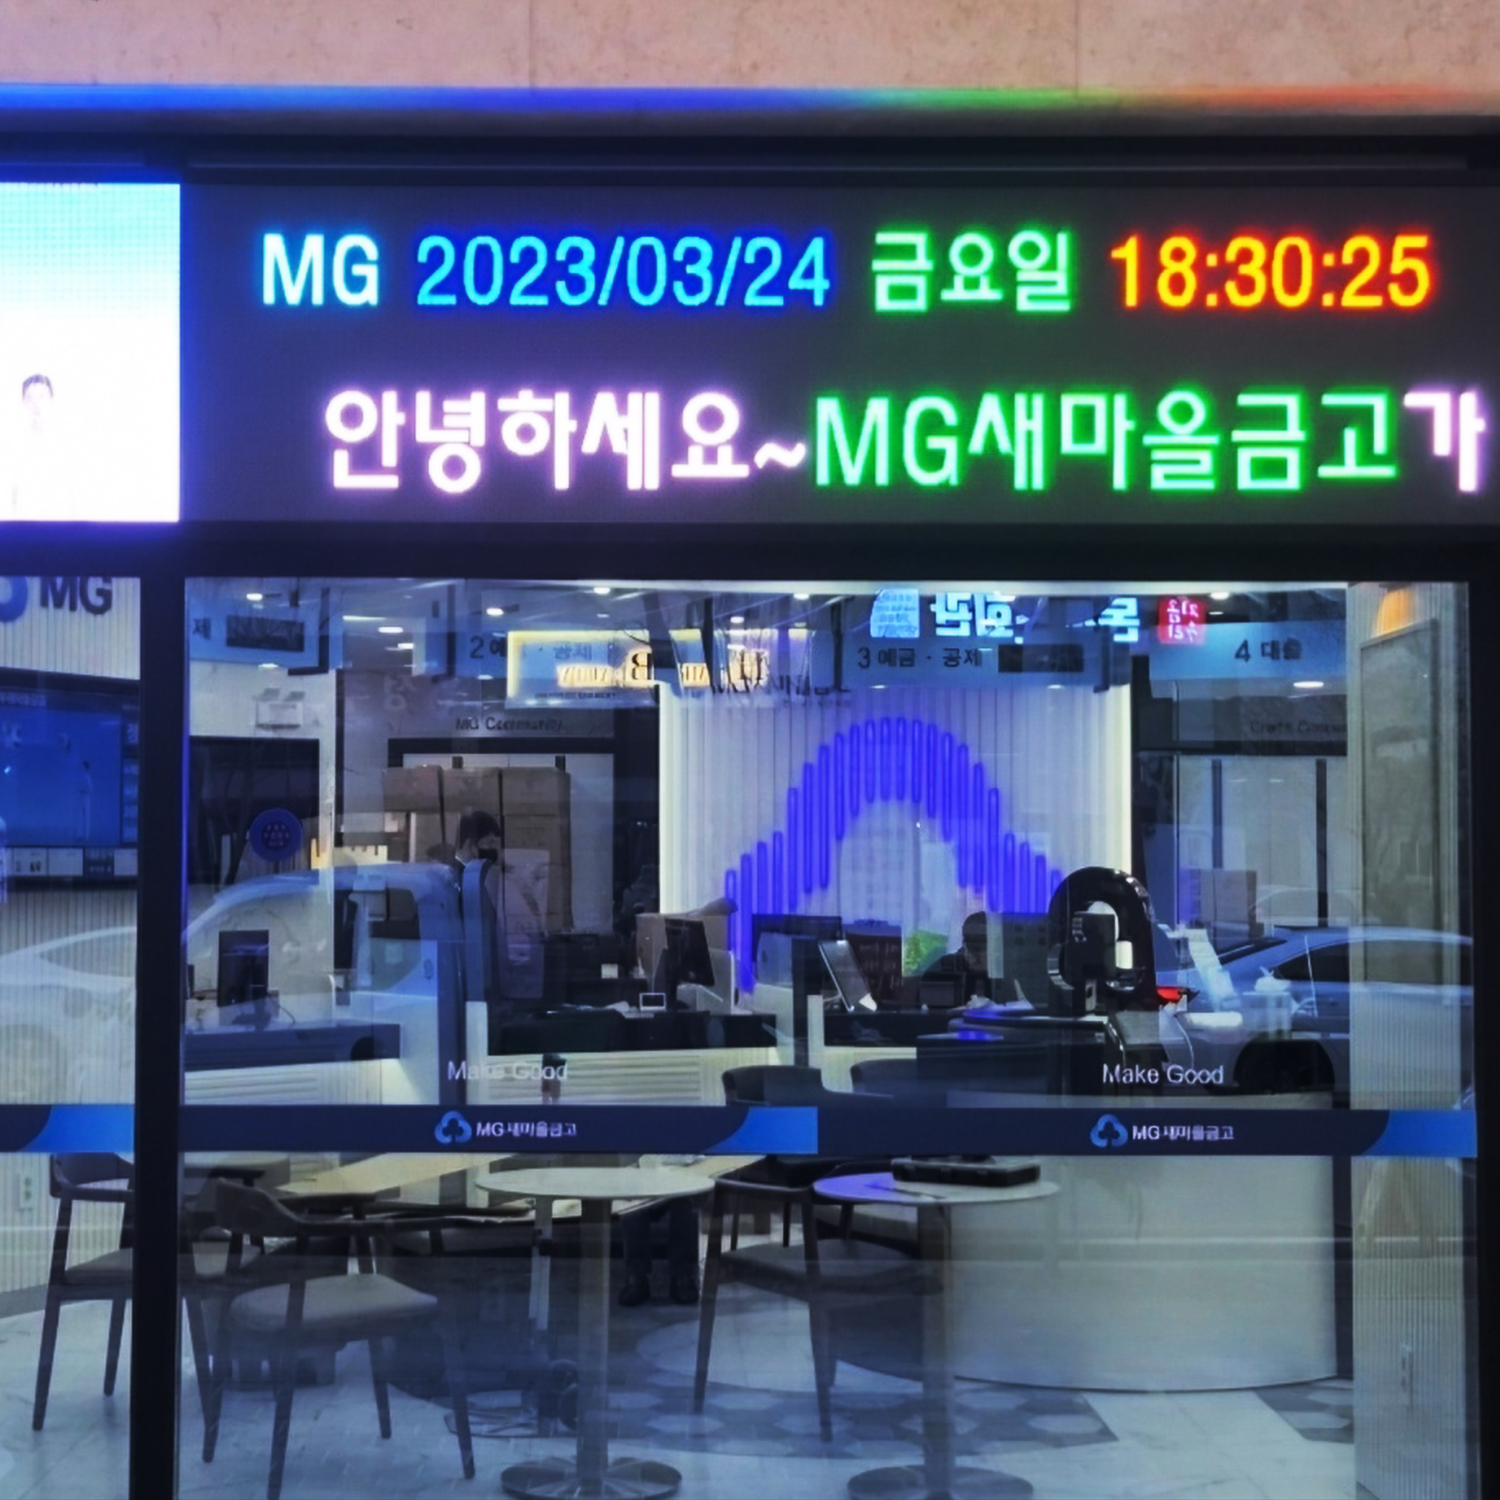 MG 2023/03/24 금요일 18:30:25
안녕하세요~MG새마을금고가
MG
제
3 예금 · 공제
4 대출
MG Community
Make Good
Make Good
MG새마을금고
MG새마을금고